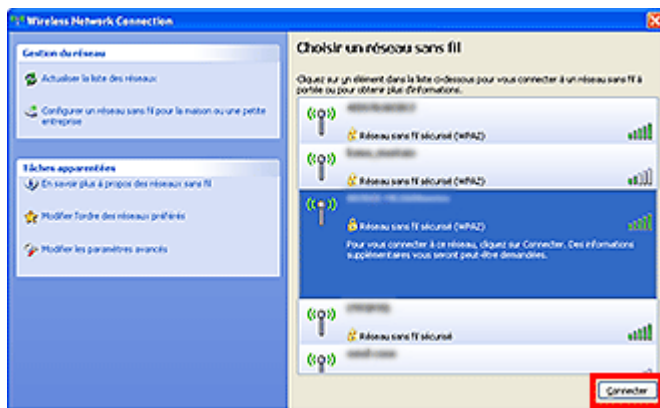 Wireless Network Connection
Gestion du réseau
Actualiser la liste des réseaux
Configurer un réseau sans fil pour la maison ou une petite
entreprise
Tâches apparentées
En savoir plus à propos des réseaux sans fil
Modifier l'ordre des réseaux préférés
Modifier les paramètres avancés
Choisir un réseau sans fil
Cliquez sur un élément dans la liste ci-dessous pour vous connecter à un réseau sans fil à
portée ou pour obtenir plus d'informations.
Réseau sans fil sécurisé (WPA2)
Réseau sans fil sécurisé (WPA2)
Réseau sans fil sécurisé (WPA2)
Pour vous connecter à ce réseau, cliquez sur Connecter. Des informations
supplémentaires vous seront peut-être demandées.
Réseau sans fil sécurisé
Connecter